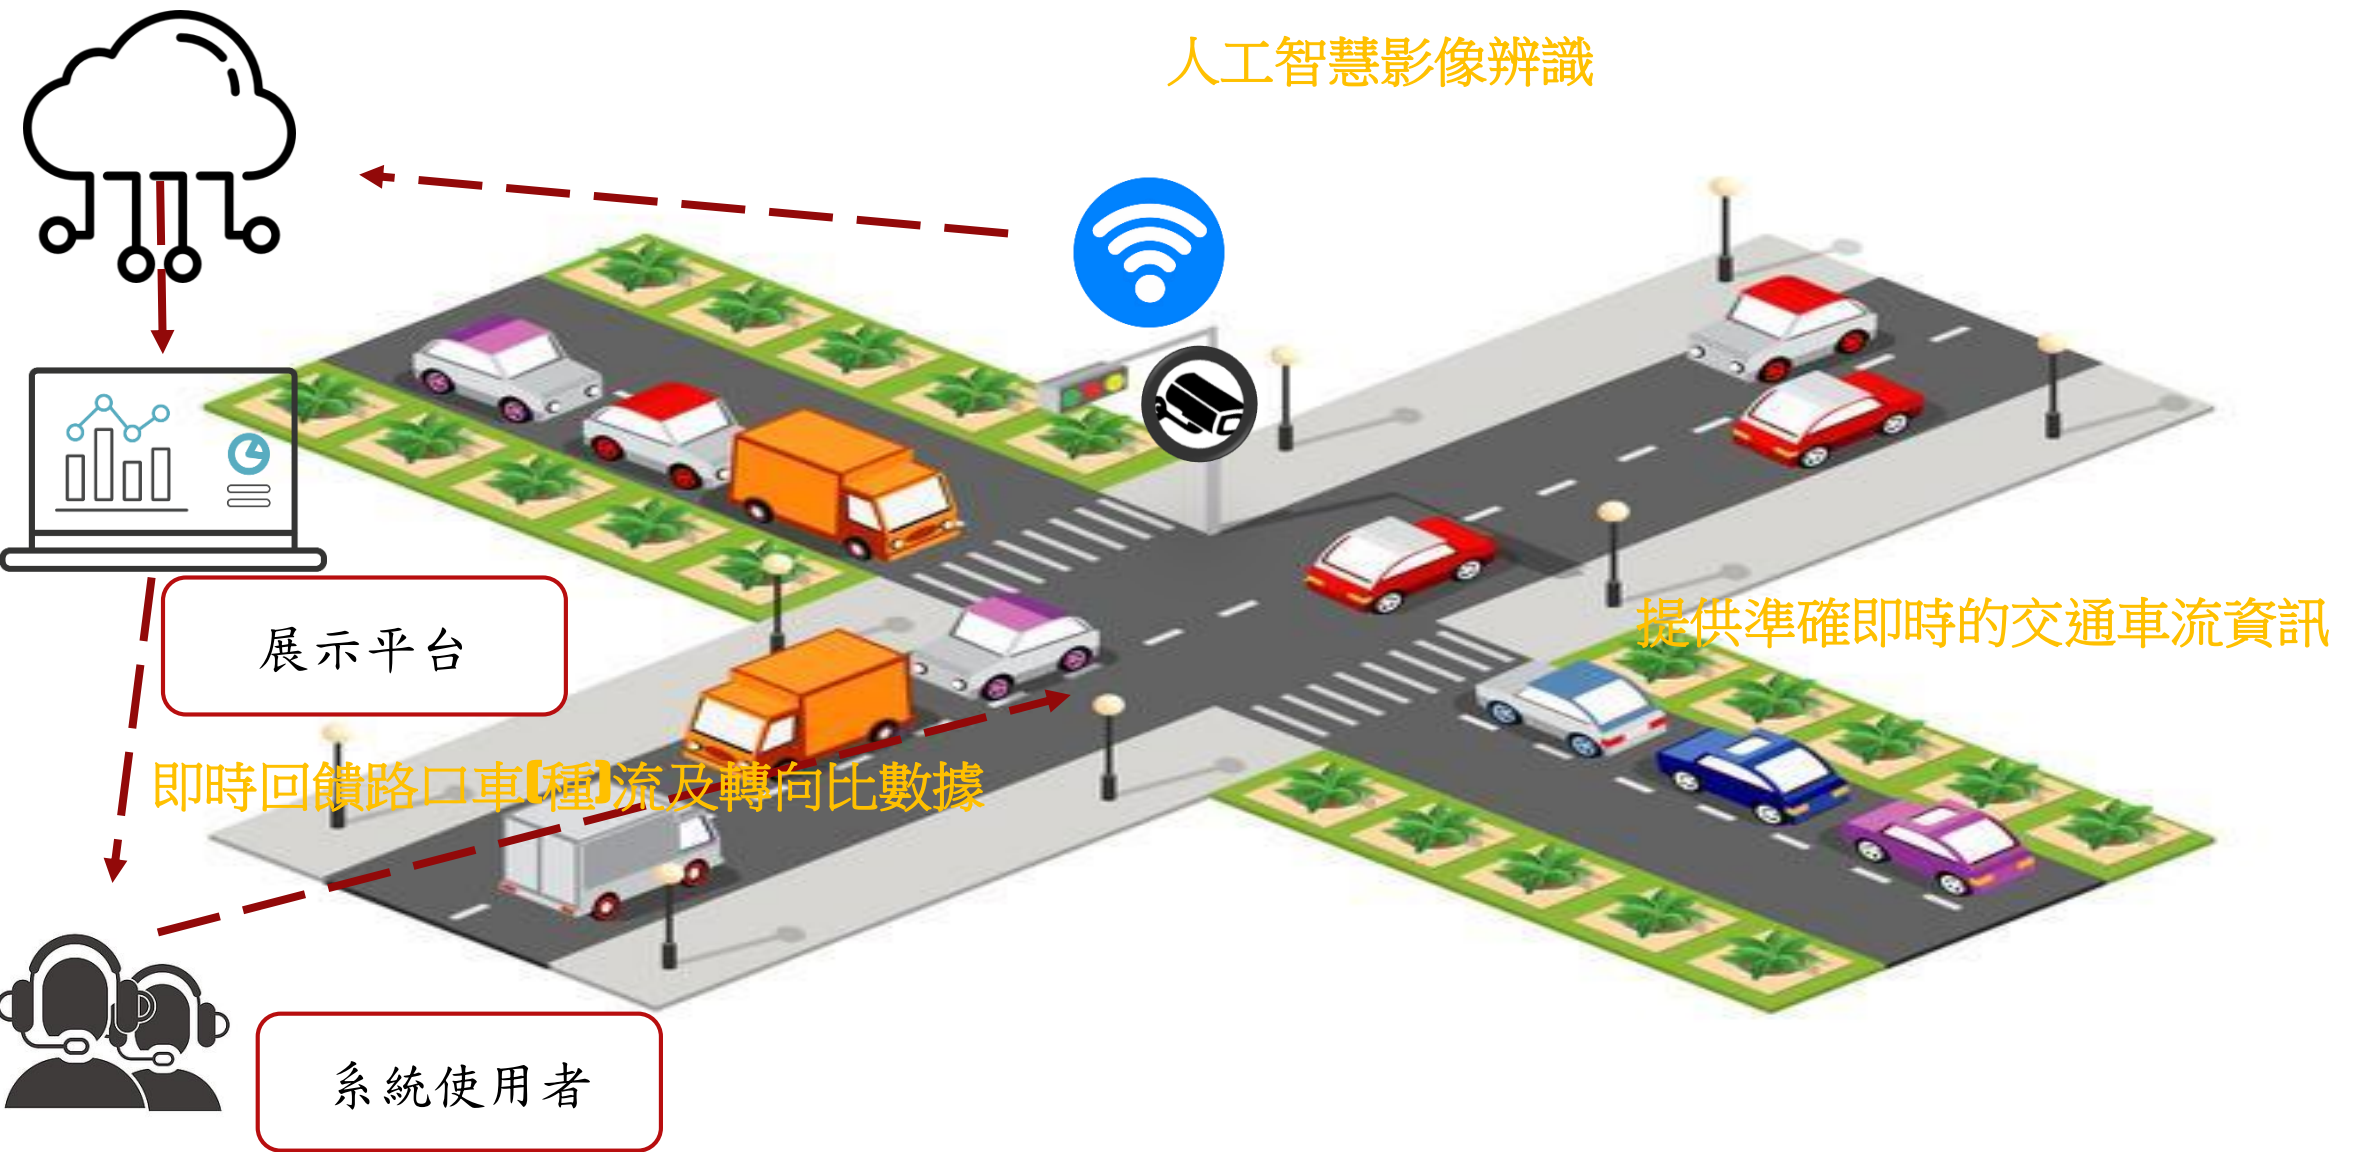 人工智慧影像辨識
提供準確即時的交通車流資訊
展示平台
即時回饋路口車(種)流及轉向比數據
系統使用者